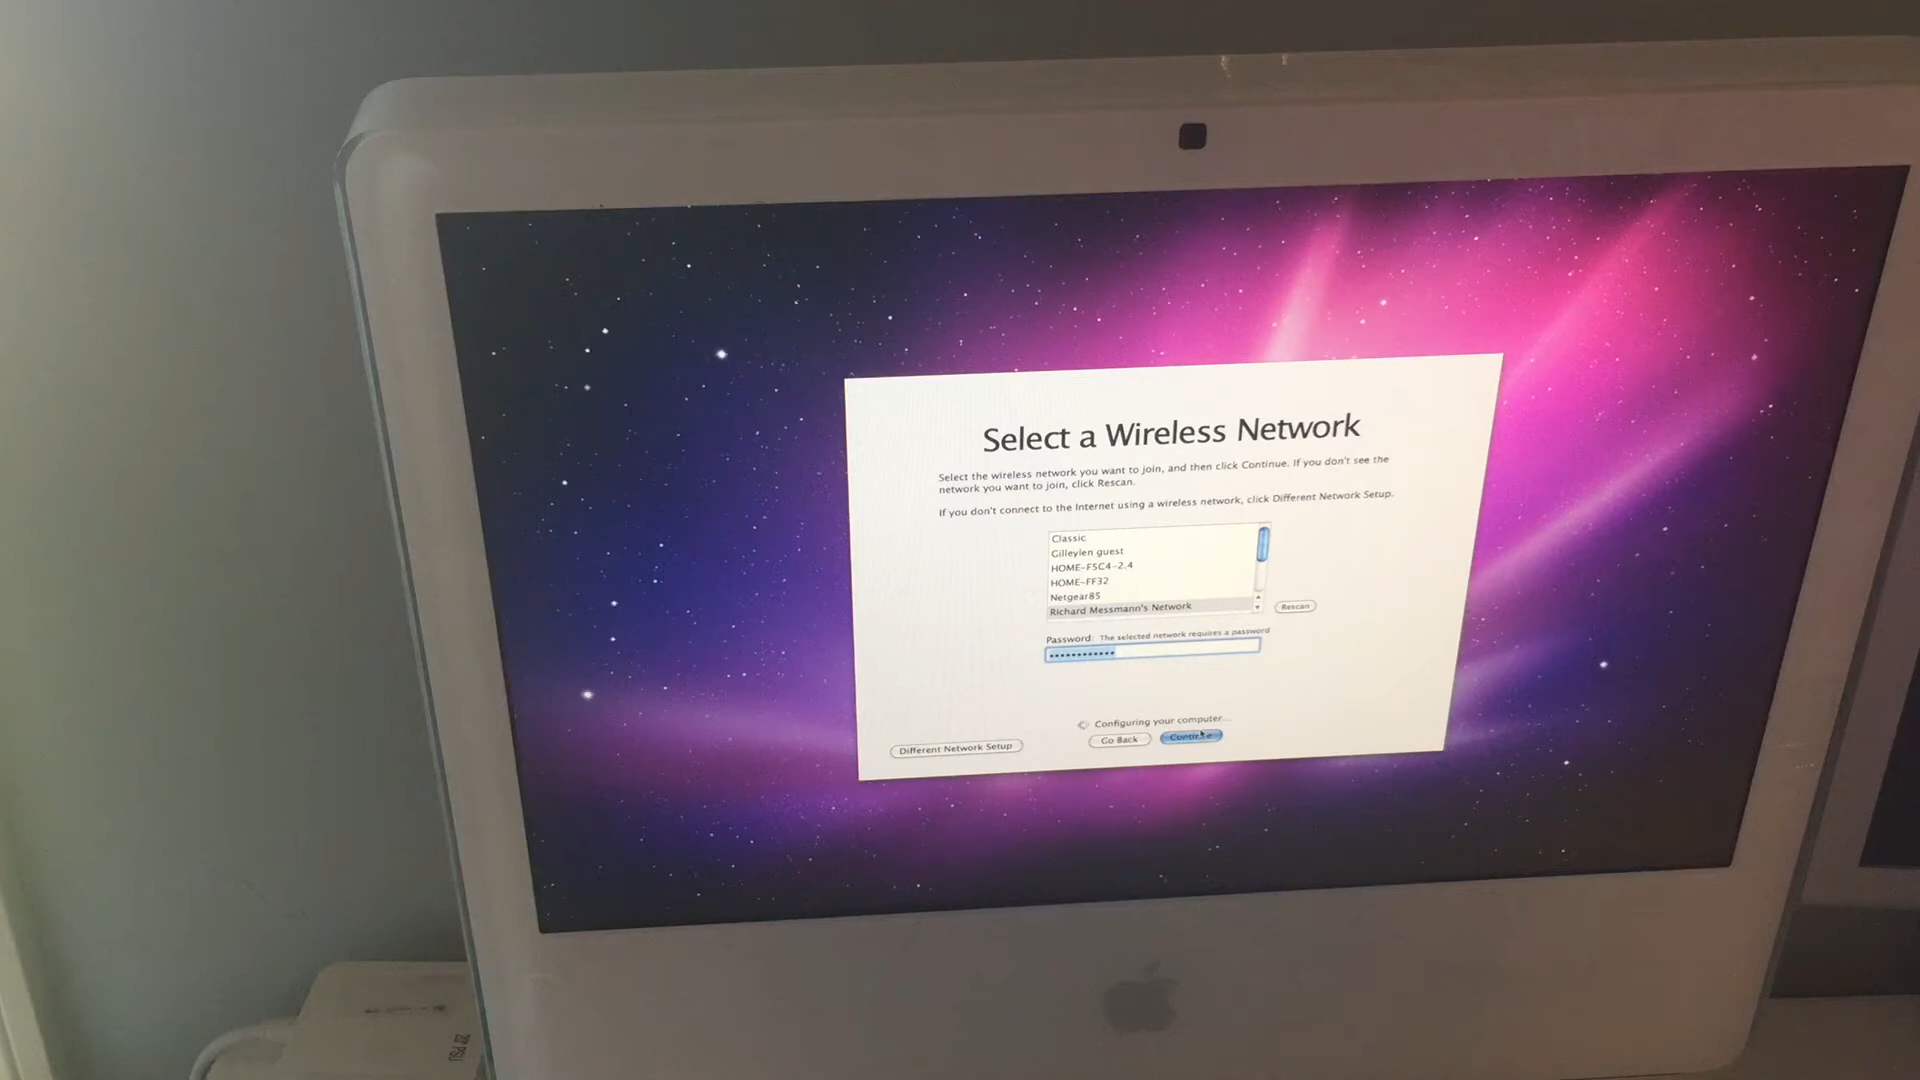 Select a Wireless Network
Select the wireless network you want to join, and then click Continue. If you don't see the
network you want to join, click Rescan.
If you don't connect to the Internet using a wireless network, click Different Network Setup.
Classic
Gilleylen guest
HOME-F5C4-2.4
HOME-FF32
Netgear85
Richard Messmann's Network
Rescan
Password: The selected network requires a password
Configuring your computer...
Different Network Setup
Go Back
Continue